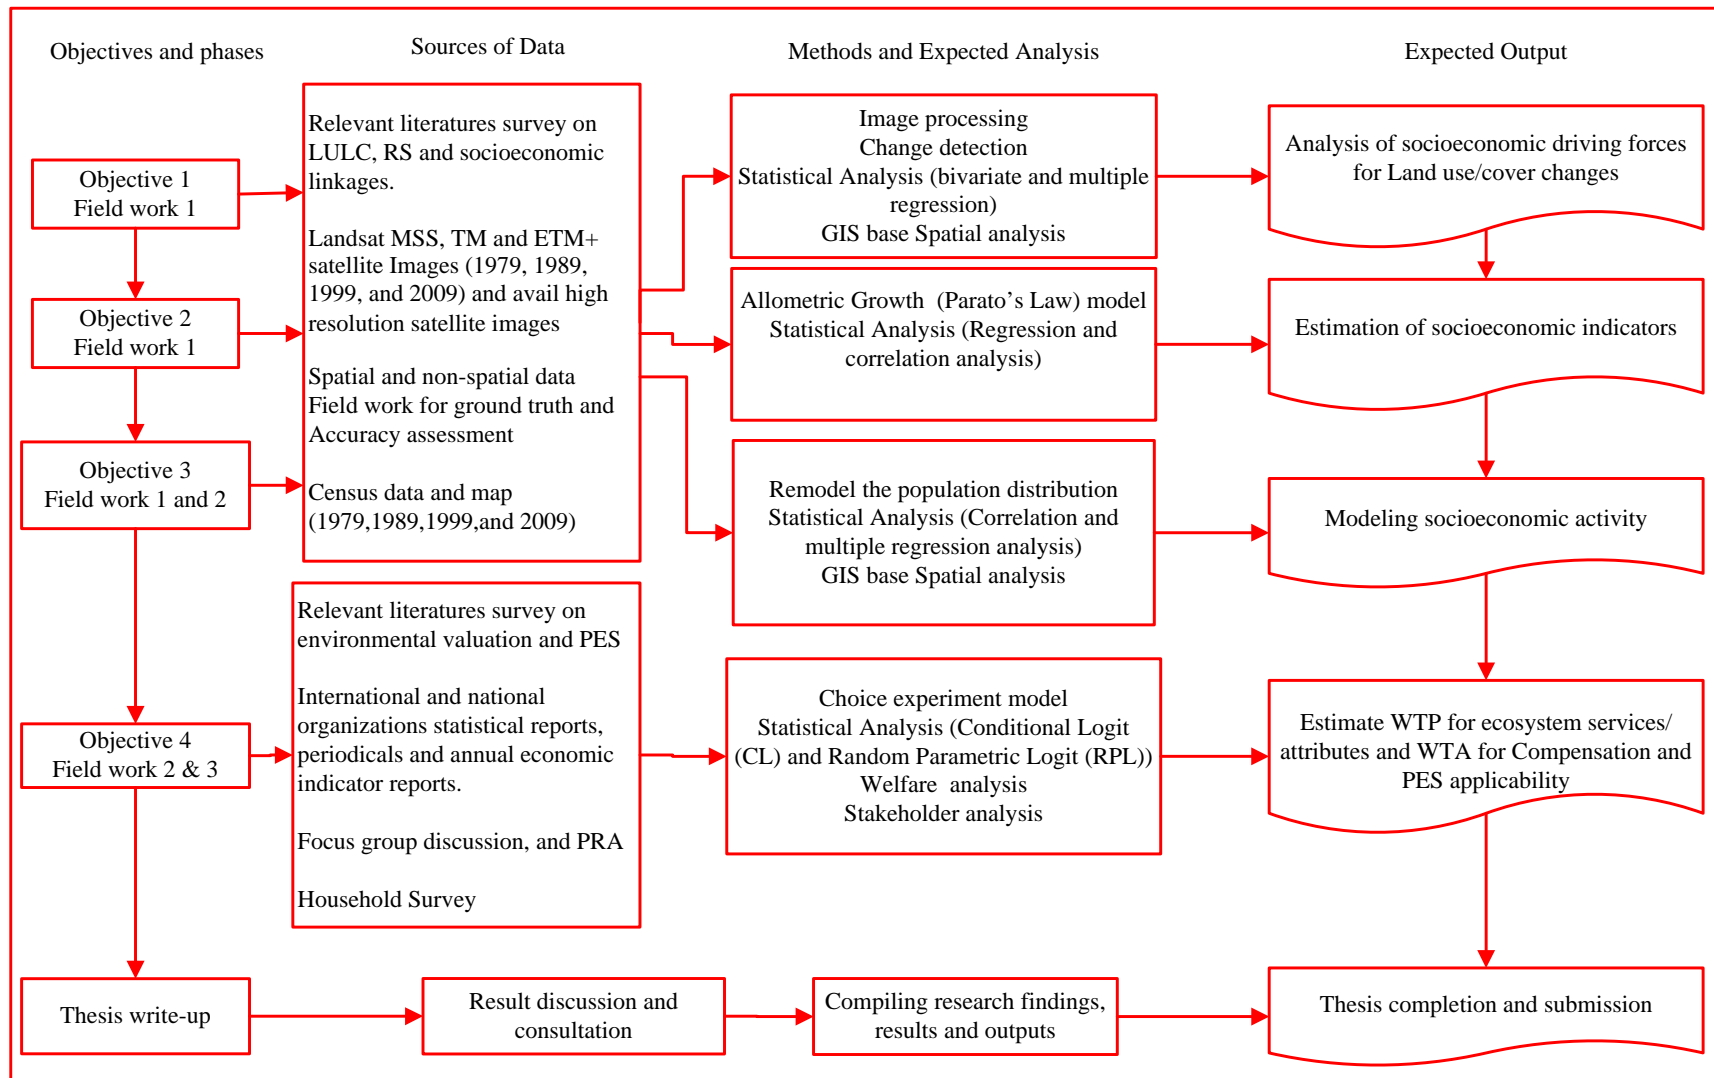 Objectives and phases
Sources of Data
Methods and Expected Analysis
Expected Output
Objective 1
Field work 1
Objective 2
Field work 1
Objective 3
Field work 1 and 2
Objective 4
Field work 2 & 3
Thesis write-up
Relevant literatures survey on
LULC, RS and socioeconomic
linkages.
Landsat MSS, TM and ETM+
satellite Images (1979, 1989,
1999, and 2009) and avail high
resolution satellite images
Spatial and non-spatial data
Field work for ground truth and
Accuracy assessment
Census data and map
(1979,1989,1999,and 2009)
Relevant literatures survey on
environmental valuation and PES
International and national
organizations statistical reports,
periodicals and annual economic
indicator reports.
Focus group discussion, and PRA
Household Survey
Result discussion and
consultation
Image processing
Change detection
Statistical Analysis (bivariate and multiple
regression)
GIS base Spatial analysis
Allometric Growth (Parato’s Law) model
Statistical Analysis (Regression and
correlation analysis)
Remodel the population distribution
Statistical Analysis (Correlation and
multiple regression analysis)
GIS base Spatial analysis
Choice experiment model
Statistical Analysis (Conditional Logit
(CL) and Random Parametric Logit (RPL))
Welfare analysis
Stakeholder analysis
Compiling research findings,
results and outputs
Analysis of socioeconomic driving forces
for Land use/cover changes
Estimation of socioeconomic indicators
Modeling socioeconomic activity
Estimate WTP for ecosystem services/
attributes and WTA for Compensation and
PES applicability
Thesis completion and submission